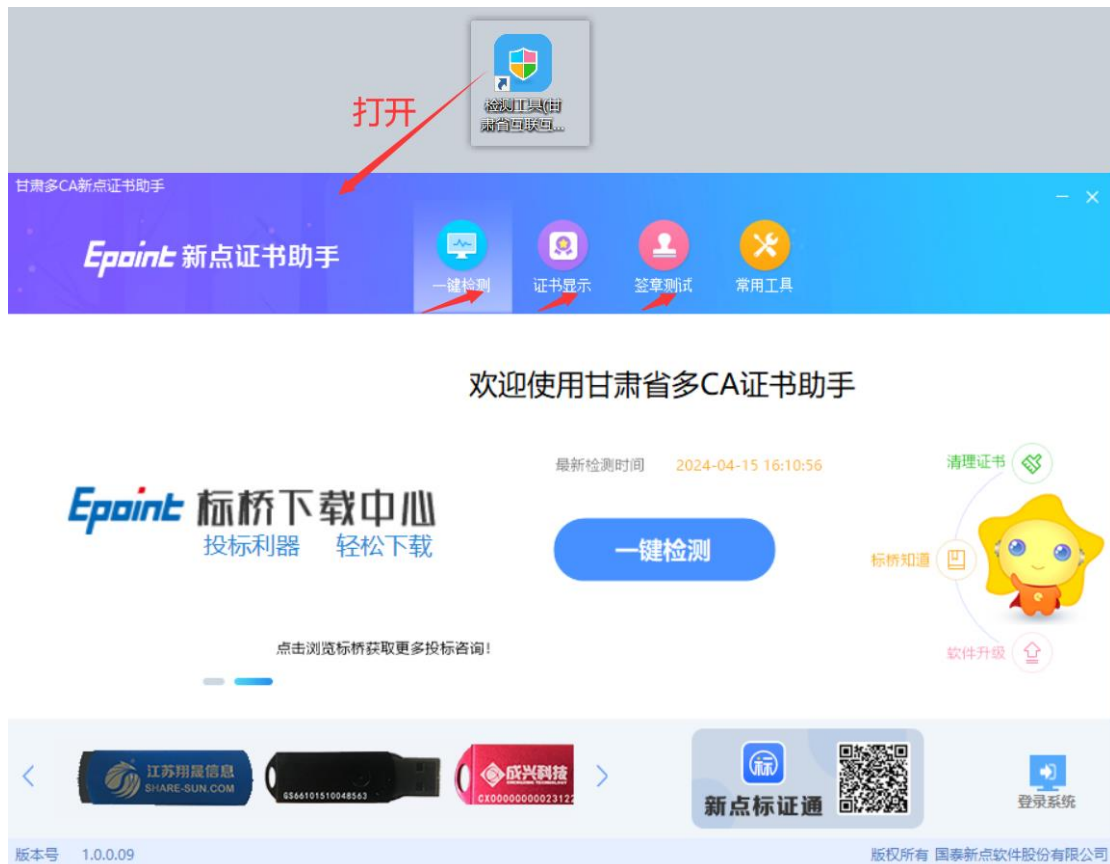 打开
检测工具(甘
肃省互联互...
甘肃多CA新点证书助手
Epoint 新点证书助手
一键检测
证书显示
签章测试
常用工具
欢迎使用甘肃省多CA证书助手
最新检测时间 2024-04-15 16:10:56
清理证书
Epoint 标桥下载中心
投标利器 轻松下载
一键检测
标桥知道
点击浏览标桥获取更多投标咨询!
软件升级
江苏翔晟信息
SHARE-SUN.COM
GS66101510048563
成兴科技
CX00000000023122
标
新点标证通
登录系统
版本号 1.0.0.09
版权所有 国泰新点软件股份有限公司